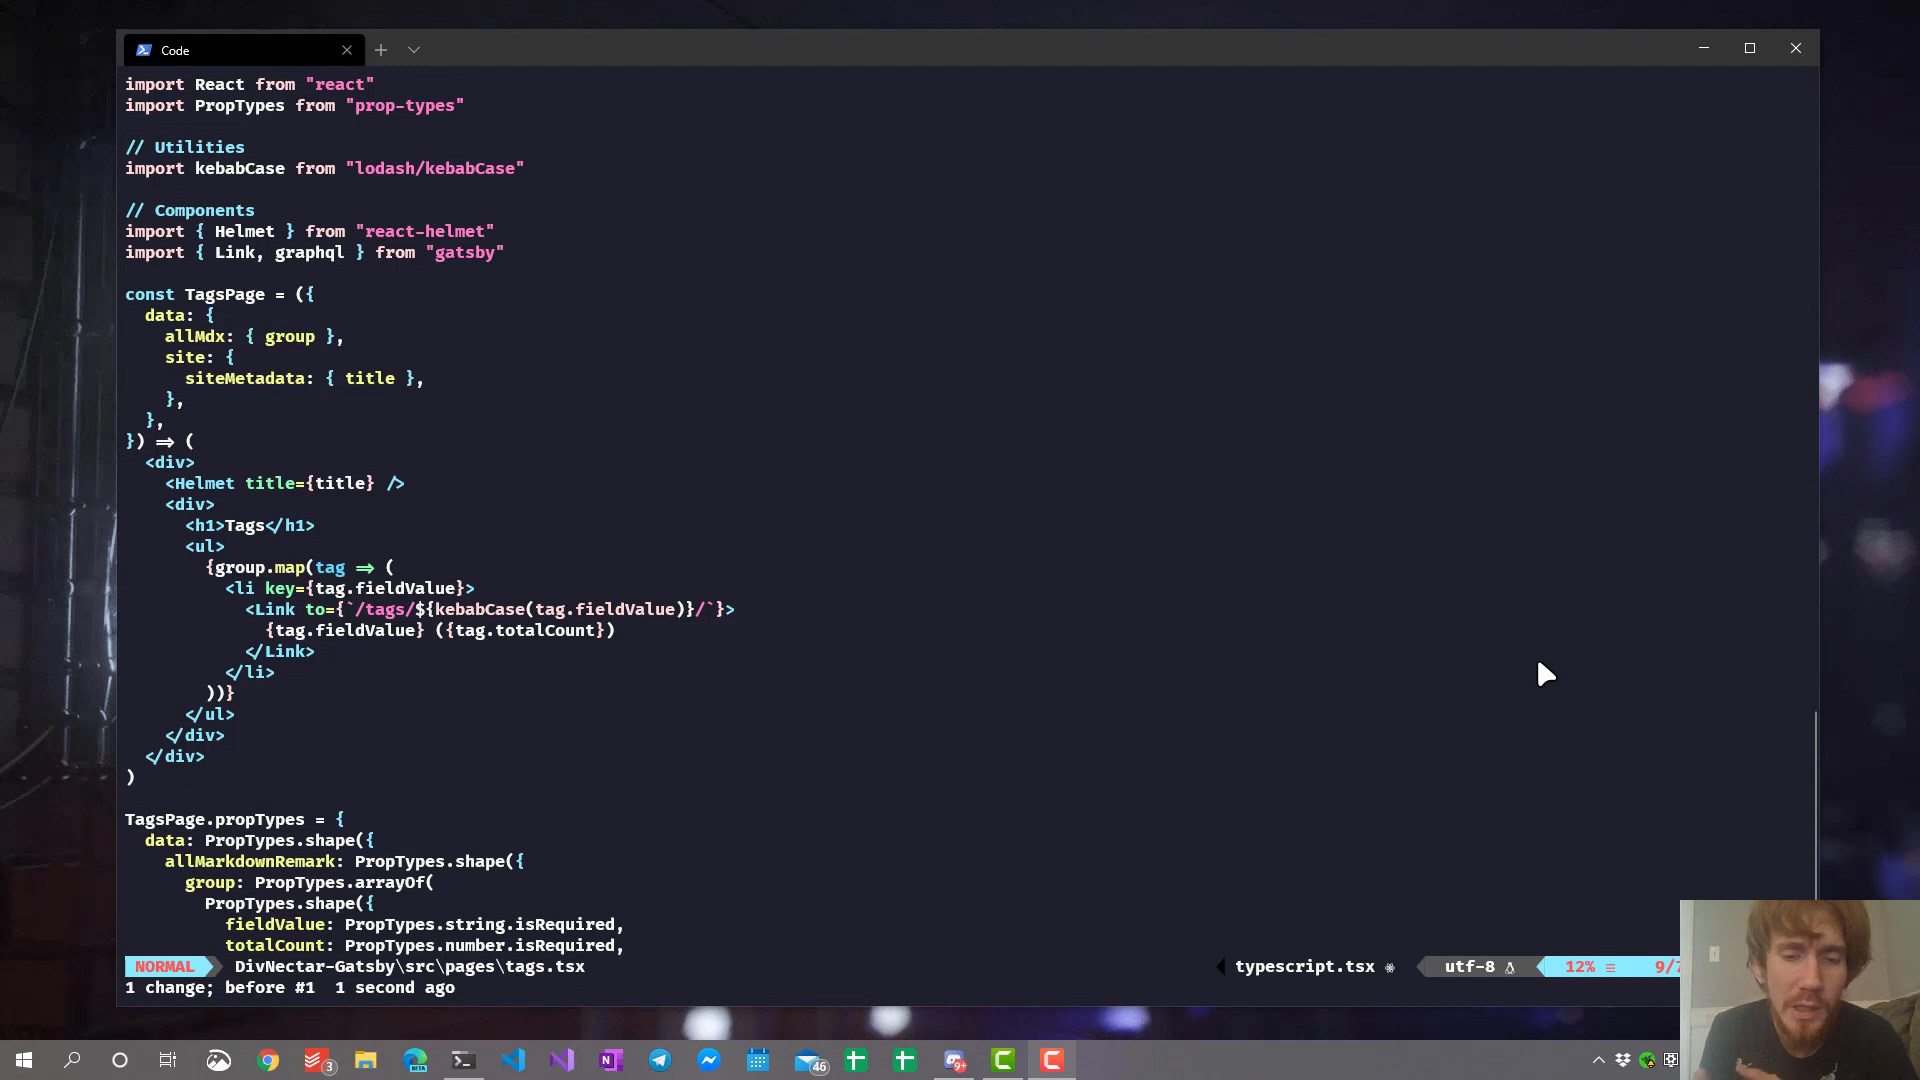 Code
import React from "react"
import PropTypes from "prop-types"
// Utilities
import kebabCase from "lodash/kebabCase"
// Components
import { Helmet } from "react-helmet"
import { Link, graphql } from "gatsby"
const TagsPage = ({
data: {
allMdx: { group },
site: {
siteMetadata: { title },
},
},
}) => (
<div>
<Helmet title={title} />
<div>
<h1>Tags</h1>
<ul>
{group.map(tag => (
<li key={tag.fieldValue}>
<Link to={`/tags/${kebabCase(tag.fieldValue)}/`}>
{tag.fieldValue} ({tag.totalCount})
</Link>
</li>
))}
</ul>
</div>
</div>
)
TagsPage.propTypes = {
data: PropTypes.shape({
allMarkdownRemark: PropTypes.shape({
group: PropTypes.arrayOf(
PropTypes.shape({
fieldValue: PropTypes.string.isRequired,
totalCount: PropTypes.number.isRequired,
NORMAL DivNectar-Gatsby\src\pages\tags.tsx typescript.tsx utf-8 12% 9/
1 change; before #1 1 second ago
3 BETA 46 9+